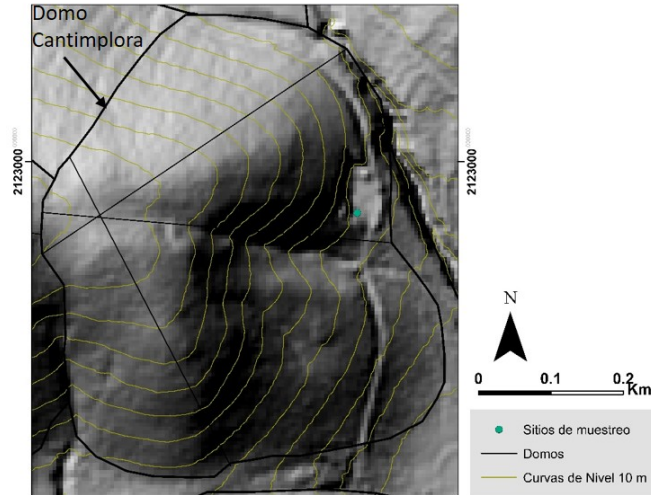 Domo
Cantimplora
2123000
2123000
N
0 0.1 0.2
Km
Sitios de muestreo
Domos
Curvas de Nivel 10 m